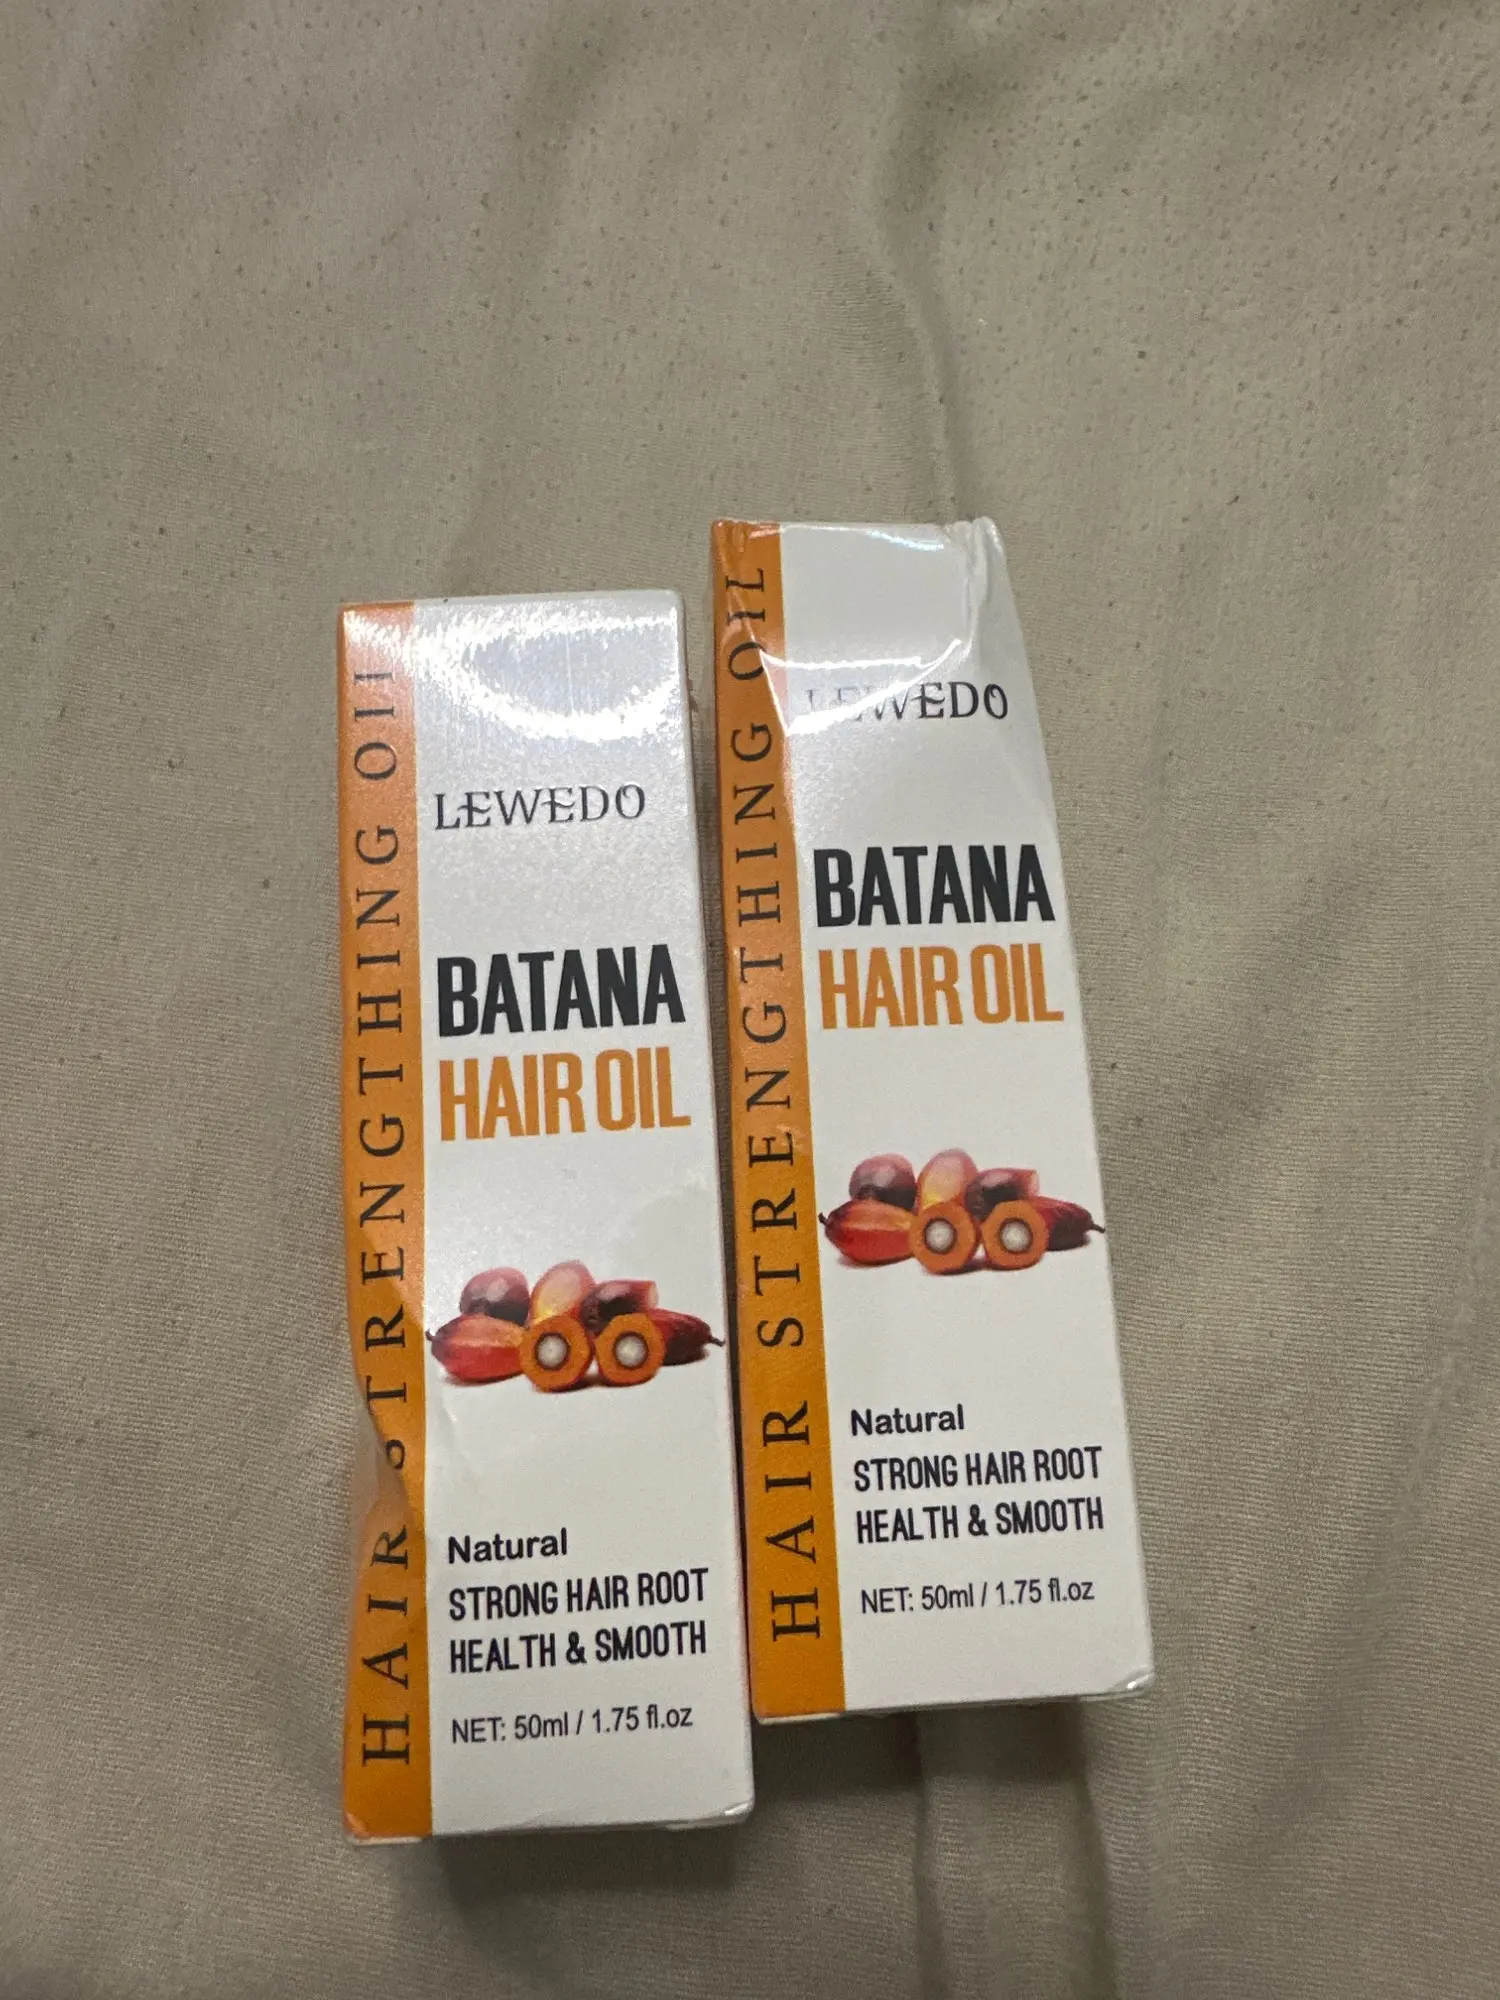 HAIR STRENGTHING OIL
LEWEDO
BATANA
HAIR OIL
Natural
STRONG HAIR ROOT
HEALTH & SMOOTH
NET: 50ml / 1.75 fl.oz
HAIR STRENGTHING OIL
LEWEDO
BATANA
HAIR OIL
Natural
STRONG HAIR ROOT
HEALTH & SMOOTH
NET: 50ml / 1.75 fl.oz